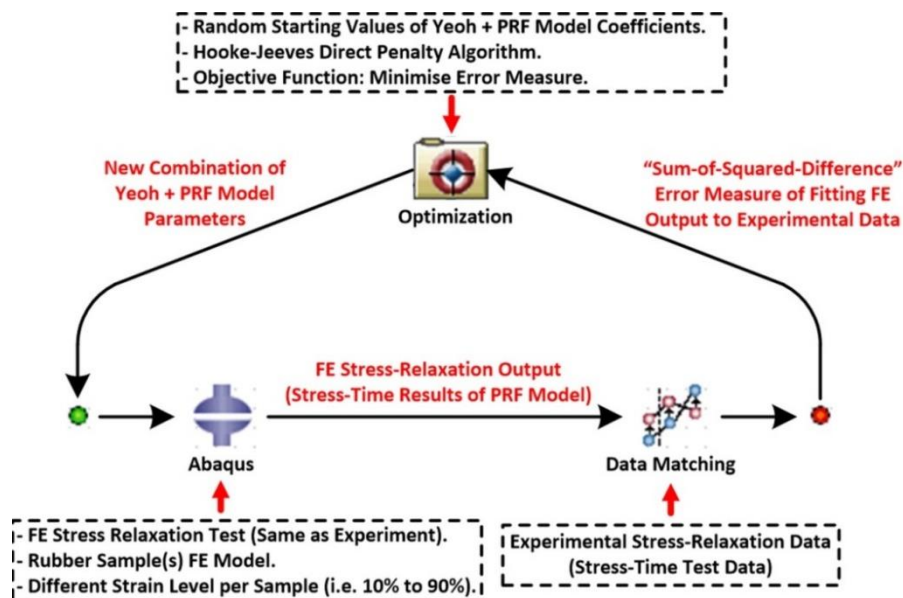 - Random Starting Values of Yeoh + PRF Model Coefficients.
- Hooke-Jeeves Direct Penalty Algorithm.
- Objective Function: Minimise Error Measure.
New Combination of
Yeoh + PRF Model
Parameters
Optimization
“Sum-of-Squared-Difference”
Error Measure of Fitting FE
Output to Experimental Data
FE Stress-Relaxation Output
(Stress-Time Results of PRF Model)
Abaqus
Data Matching
- FE Stress Relaxation Test (Same as Experiment).
- Rubber Sample(s) FE Model.
- Different Strain Level per Sample (i.e. 10% to 90%).
Experimental Stress-Relaxation Data
(Stress-Time Test Data)